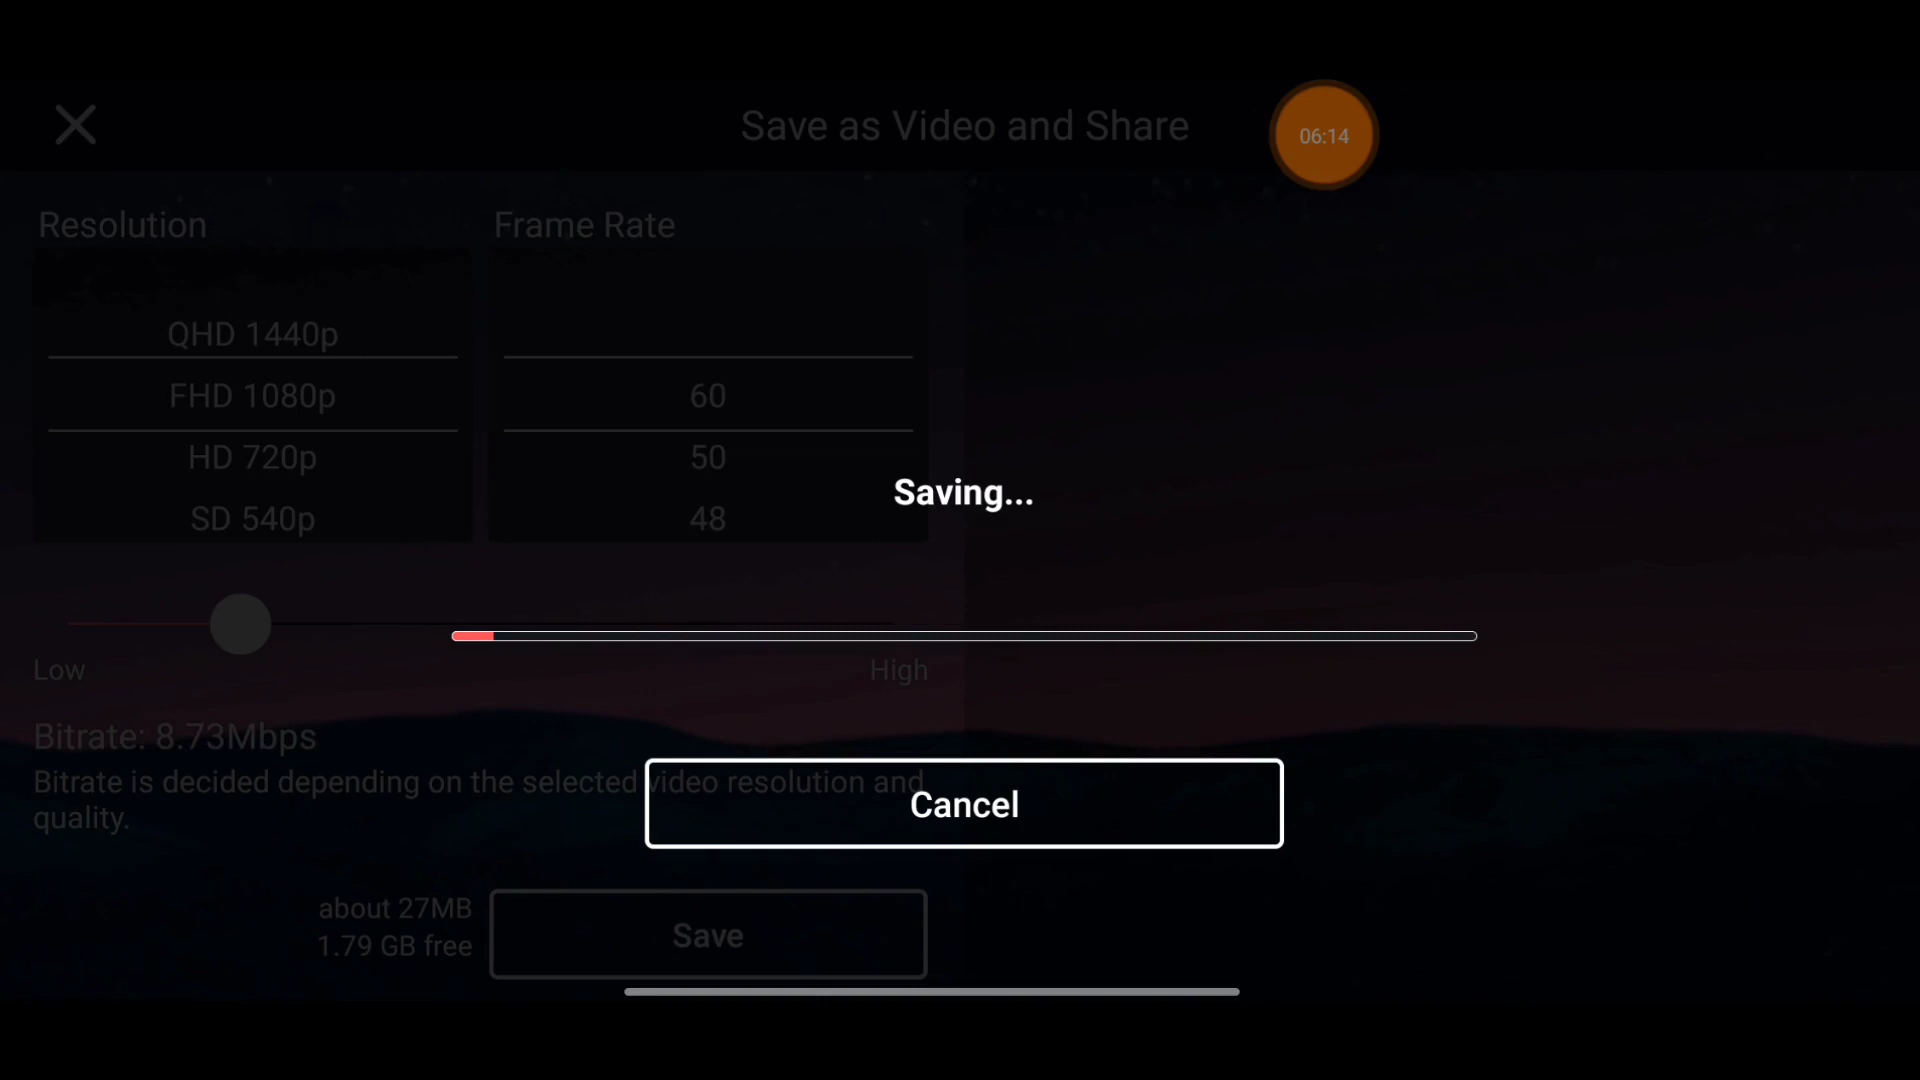 Save as Video and Share
06:14
Resolution
Frame Rate
QHD 1440p
FHD 1080p
60
HD 720p
50
SD 540p
48
Saving...
Low
High
Bitrate: 8.73Mbps
Bitrate is decided depending on the selected video resolution and
quality.
Cancel
about 27MB
1.79 GB free
Save